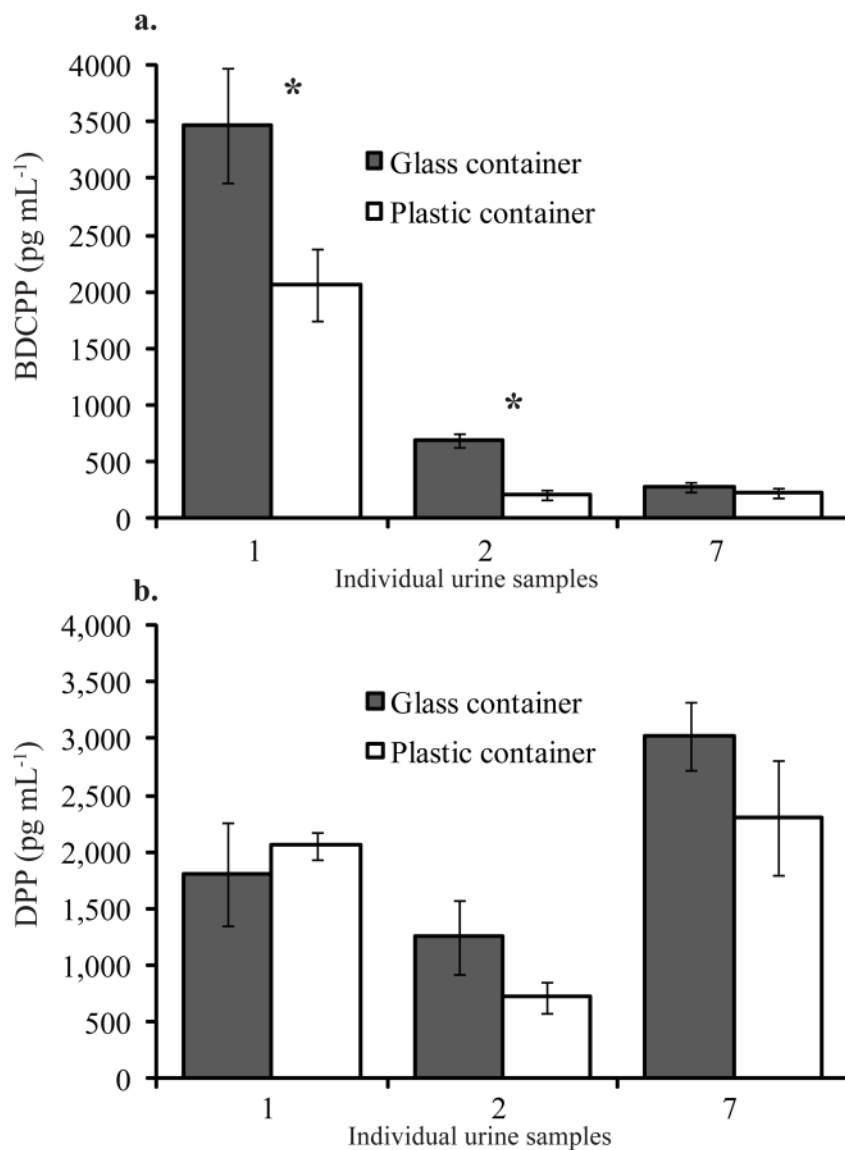 a.
4000
3500
3000
2500
2000
1500
1000
500
0
BDCPP (pg mL-1)
*
*
Glass container
Plastic container
1 2 7
Individual urine samples
b.
4,000
3,500
3,000
2,500
2,000
1,500
1,000
500
0
DPP (pg mL-1)
Glass container
Plastic container
1 2 7
Individual urine samples